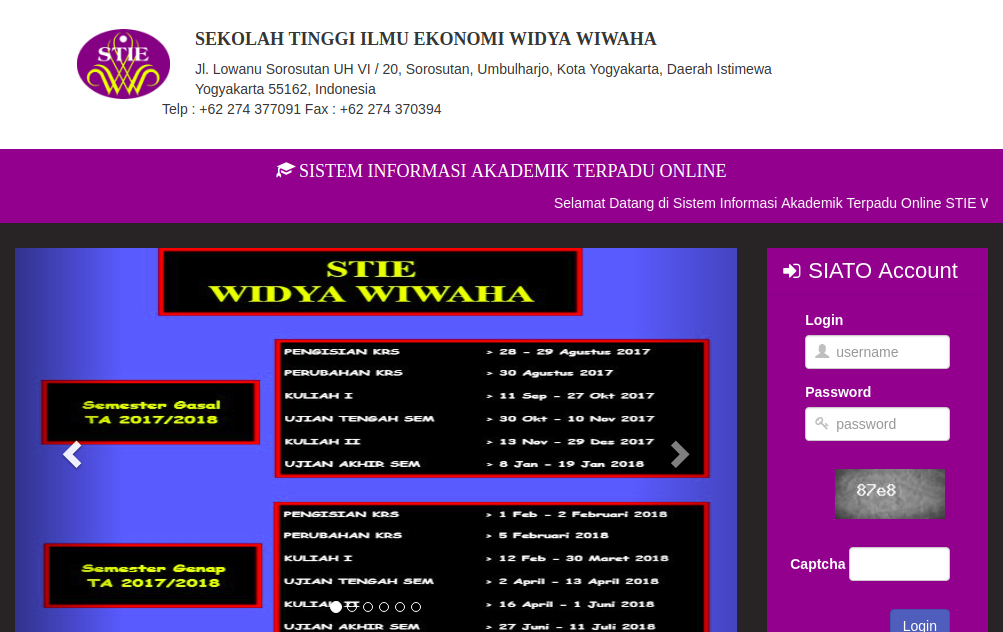 STIE
SEKOLAH TINGGI ILMU EKONOMI WIDYA WIWAHA
Jl. Lowanu Sorosutan UH VI / 20, Sorosutan, Umbulharjo, Kota Yogyakarta, Daerah Istimewa
Yogyakarta 55162, Indonesia
Telp : +62 274 377091 Fax : +62 274 370394
SISTEM INFORMASI AKADEMIK TERPADU ONLINE
Selamat Datang di Sistem Informasi Akademik Terpadu Online STIE W
STIE
WIDYA WIWAHA
Semester Gasal
TA 2017/2018
PENGISIAN KRS > 28 - 29 Agustus 2017
PERUBAHAN KRS > 30 Agustus 2017
KULIAH I > 11 Sep - 27 Okt 2017
UJIAN TENGAH SEM > 30 Okt - 10 Nov 2017
KULIAH II > 13 Nov - 29 Des 2017
UJIAN AKHIR SEM > 8 Jan - 19 Jan 2018
Semester Genap
TA 2017/2018
PENGISIAN KRS > 1 Feb - 2 Februari 2018
PERUBAHAN KRS > 5 Februari 2018
KULIAH I > 12 Feb - 30 Maret 2018
UJIAN TENGAH SEM > 2 April - 13 April 2018
KULIAH II > 16 April - 1 Juni 2018
UJIAN AKHIR SEM > 27 Juni - 11 Juli 2018
SIATO Account
Login
username
Password
password
87e8
Captcha
Login